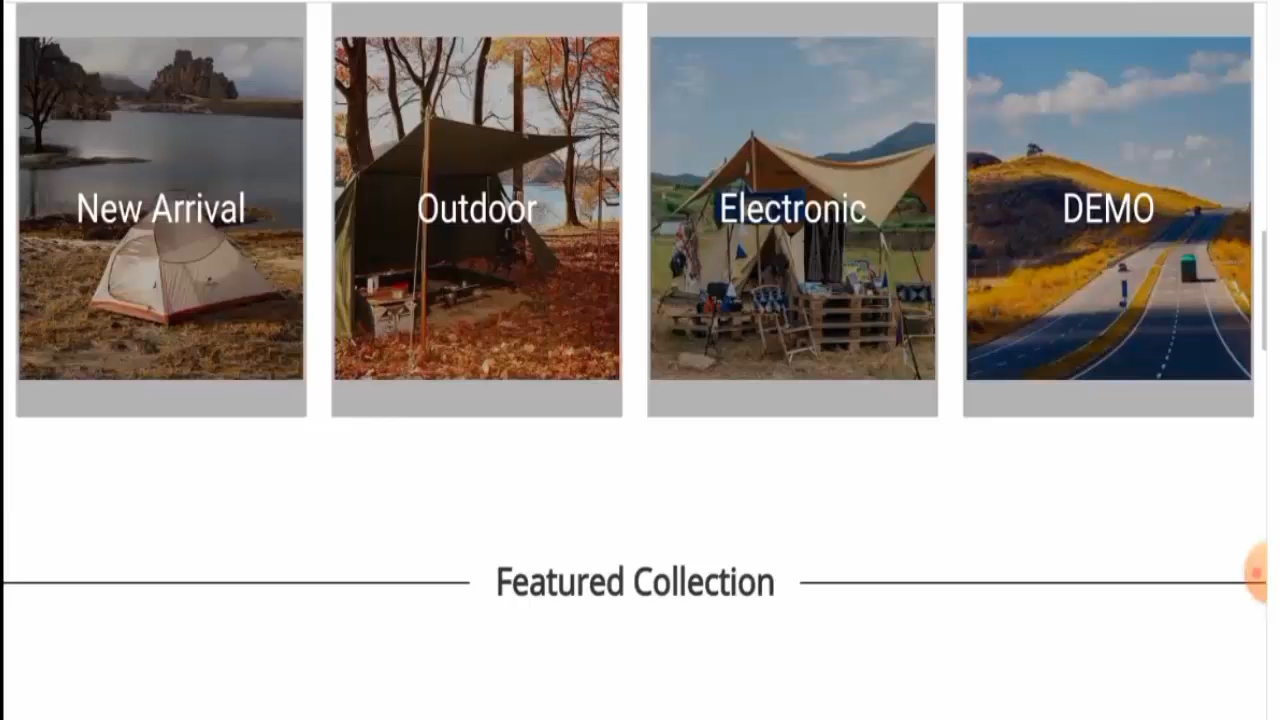 New Arrival
Outdoor
Electronic
DEMO
Featured Collection